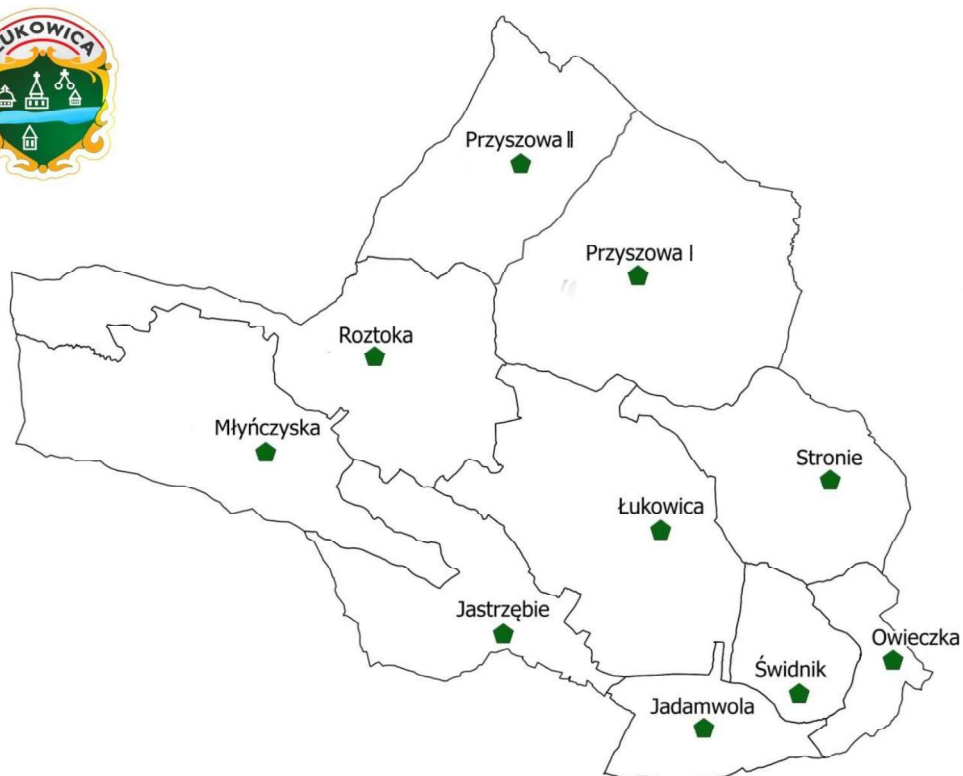 ŁUKOWICA
Przyszowa II
Przyszowa I
Roztoka
Młyńczyska
Stronie
Łukowica
Jastrzębie
Owieczka
Świdnik
Jadamwola